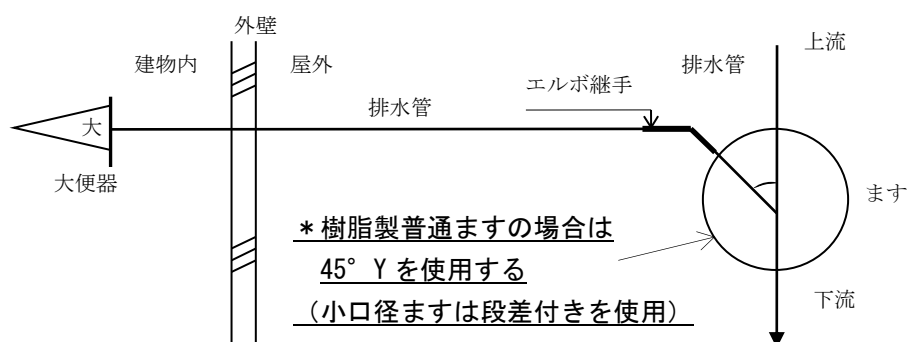 外壁
上流
建物内
屋外
排水管
エルボ継手
排水管
大
大便器
ます
＊樹脂製普通ますの場合は
45°Yを使用する
（小口径ますは段差付きを使用）
下流